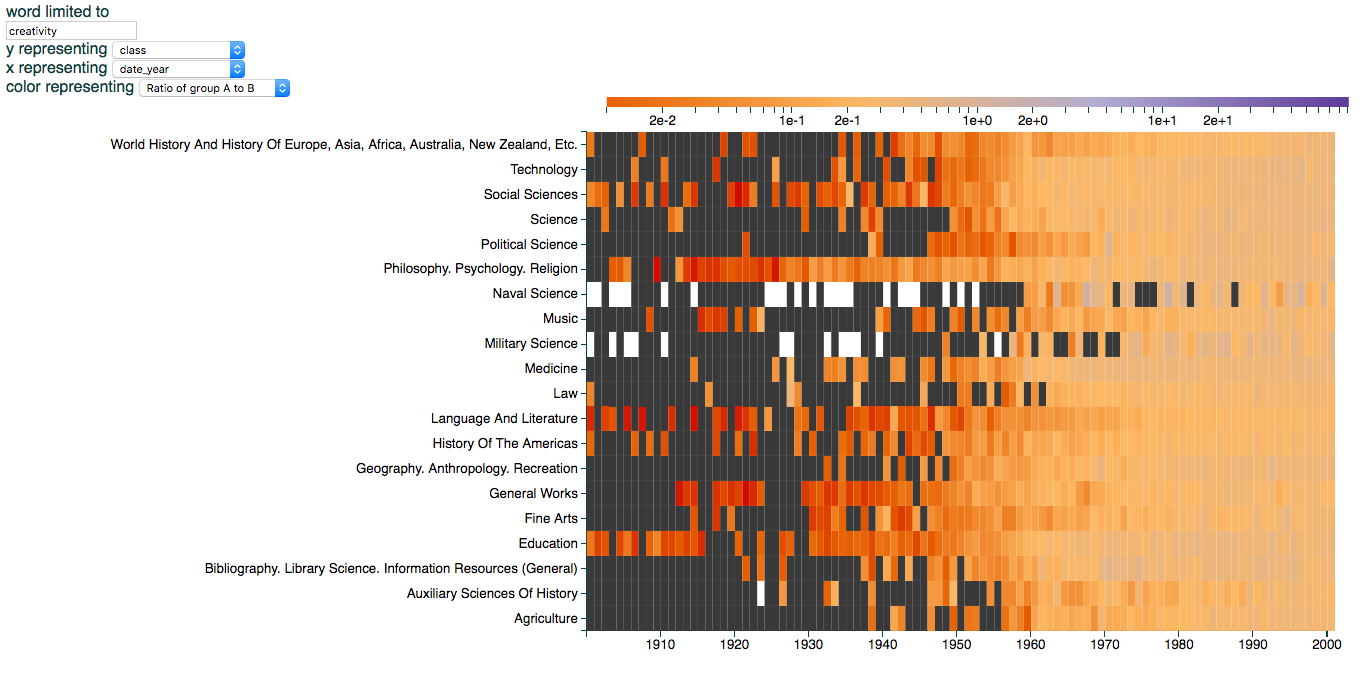 word limited to
creativity
y representing class
x representing date_year
color representing Ratio of group A to B
2e-2 1e-1 2e-1 1e+0 2e+0 1e+1 2e+1
World History And History Of Europe, Asia, Africa, Australia, New Zealand, Etc.
Technology
Social Sciences
Science
Political Science
Philosophy. Psychology. Religion
Naval Science
Music
Military Science
Medicine
Law
Language And Literature
History Of The Americas
Geography. Anthropology. Recreation
General Works
Fine Arts
Education
Bibliography. Library Science. Information Resources (General)
Auxiliary Sciences Of History
Agriculture
1910 1920 1930 1940 1950 1960 1970 1980 1990 2000